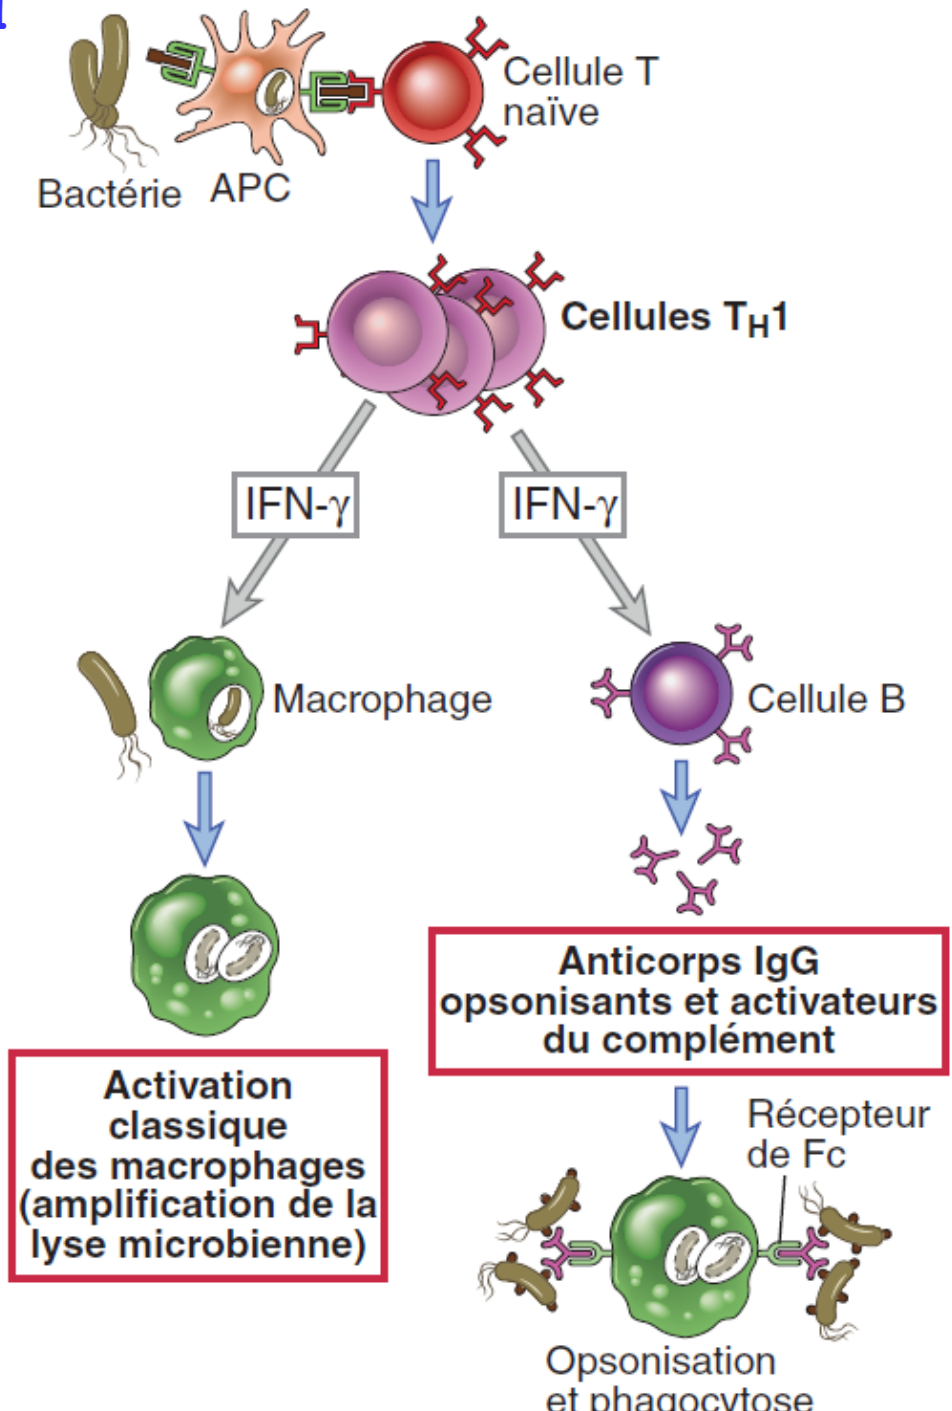 Cellule T
naïve
Bactérie
APC
Cellules TH1
IFN-γ
IFN-γ
Macrophage
Cellule B
Anticorps IgG
opsonisants et activateurs
du complément
Activation
classique
des macrophages
(amplification de la
lyse microbienne)
Récepteur
de Fc
Opsonisation
et phagocytose